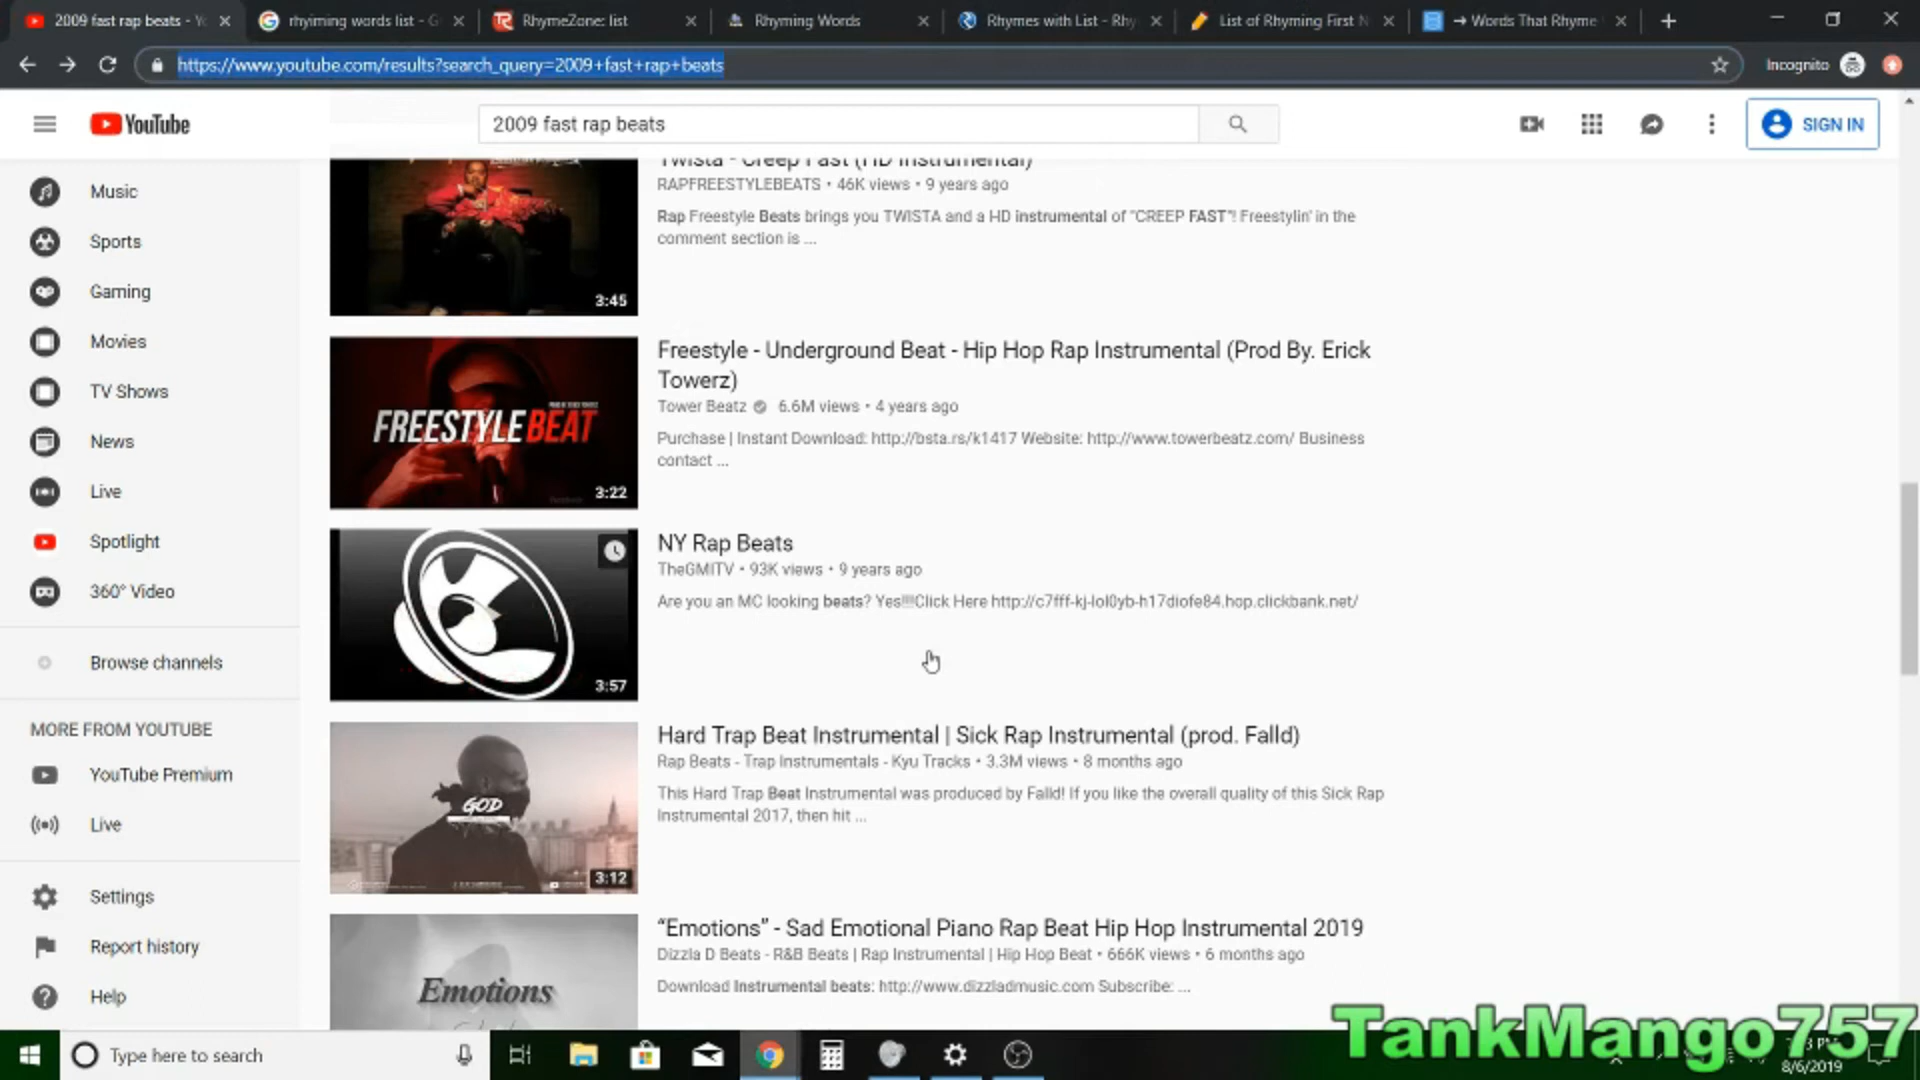 2009 fast rap beats - Yo
rhyiming words list - G
RhymeZone: list
Rhyming Words
Rhymes with List - Rhy
List of Rhyming First N
→ Words That Rhyme
https://www.youtube.com/results?search_query=2009+fast+rap+beats
Incognito
YouTube
2009 fast rap beats
SIGN IN
Music
Sports
Gaming
Movies
TV Shows
News
Live
Spotlight
360° Video
Browse channels
MORE FROM YOUTUBE
YouTube Premium
Live
Settings
Report history
Help
Twista - Creep Fast (HD Instrumental)
RAPFREESTYLEBEATS • 46K views • 9 years ago
Rap Freestyle Beats brings you TWISTA and a HD instrumental of "CREEP FAST"! Freestylin' in the
comment section is ...
3:45
FREESTYLE BEAT
3:22
Freestyle - Underground Beat - Hip Hop Rap Instrumental (Prod By. Erick
Towerz)
Tower Beatz 6.6M views • 4 years ago
Purchase | Instant Download: http://bsta.rs/k1417 Website: http://www.towerbeatz.com/ Business
contact ...
3:57
NY Rap Beats
TheGMITV • 93K views • 9 years ago
Are you an MC looking beats? Yes!!!Click Here http://c7fff-kj-lol0yb-h17diofe84.hop.clickbank.net/
GOD
3:12
Hard Trap Beat Instrumental | Sick Rap Instrumental (prod. Falld)
Rap Beats - Trap Instrumentals - Kyu Tracks • 3.3M views • 8 months ago
This Hard Trap Beat Instrumental was produced by Falld! If you like the overall quality of this Sick Rap
Instrumental 2017, then hit ...
Emotions
“Emotions” - Sad Emotional Piano Rap Beat Hip Hop Instrumental 2019
Dizzla D Beats - R&B Beats | Rap Instrumental | Hip Hop Beat • 666K views • 6 months ago
Download Instrumental beats: http://www.dizzladmusic.com Subscribe: ...
TankMango757
Type here to search
8/6/2019